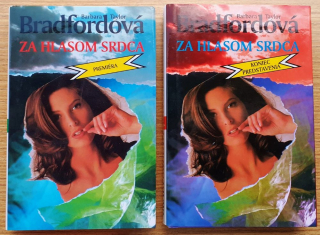 Barbara Taylor
Bradfordová
ZA HLASOM SRDCA
PREMIÉRA
Barbara Taylor
Bradfordová
ZA HLASOM SRDCA
KONIEC
PREDSTAVENIA